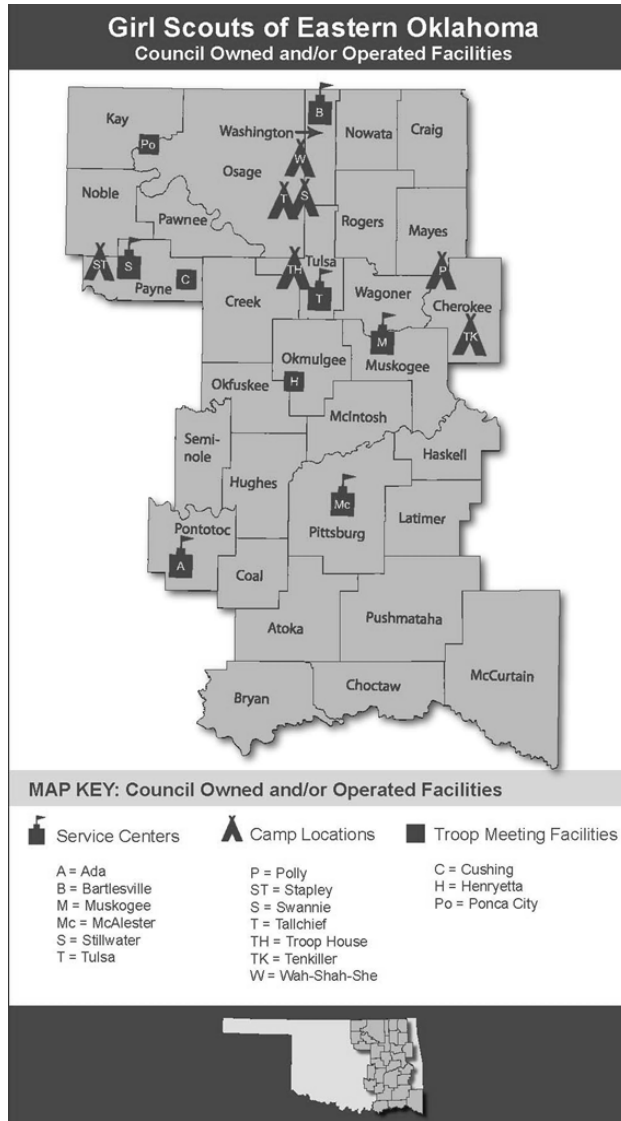 Girl Scouts of Eastern Oklahoma
Council Owned and/or Operated Facilities
Kay
Po
Washington
B
Nowata
Craig
W
Osage
Noble
T
S
Rogers
Mayes
Pawnee
ST
S
C
Payne
TH
Tulsa
T
P
Wagoner
Cherokee
Creek
M
TK
Okmulgee
Muskogee
H
Okfuskee
McIntosh
Semi-
nole
Haskell
Hughes
Mc
Latimer
Pontotoc
Pittsburg
A
Coal
Atoka
Pushmataha
McCurtain
Bryan
Choctaw
MAP KEY: Council Owned and/or Operated Facilities
Service Centers
A = Ada
B = Bartlesville
M = Muskogee
Mc = McAlester
S = Stillwater
T = Tulsa
Camp Locations
P = Polly
ST = Stapley
S = Swannie
T = Tallchief
TH = Troop House
TK = Tenkiller
W = Wah-Shah-She
Troop Meeting Facilities
C = Cushing
H = Henryetta
Po = Ponca City